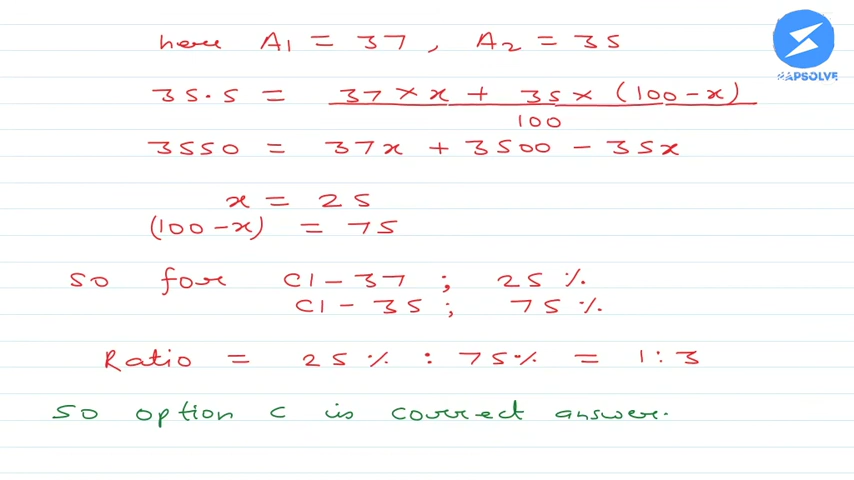 here A1 = 37 , A2 = 35
35.5 = 37 × x + 35 × (100 - x)
100
3550 = 37x + 3500 - 35x
x = 25
(100 - x) = 75
So for Cl - 37 ; 25 %
Cl - 35 ; 75 %
Ratio = 25 % : 75 % = 1 : 3
So option C is correct answer.